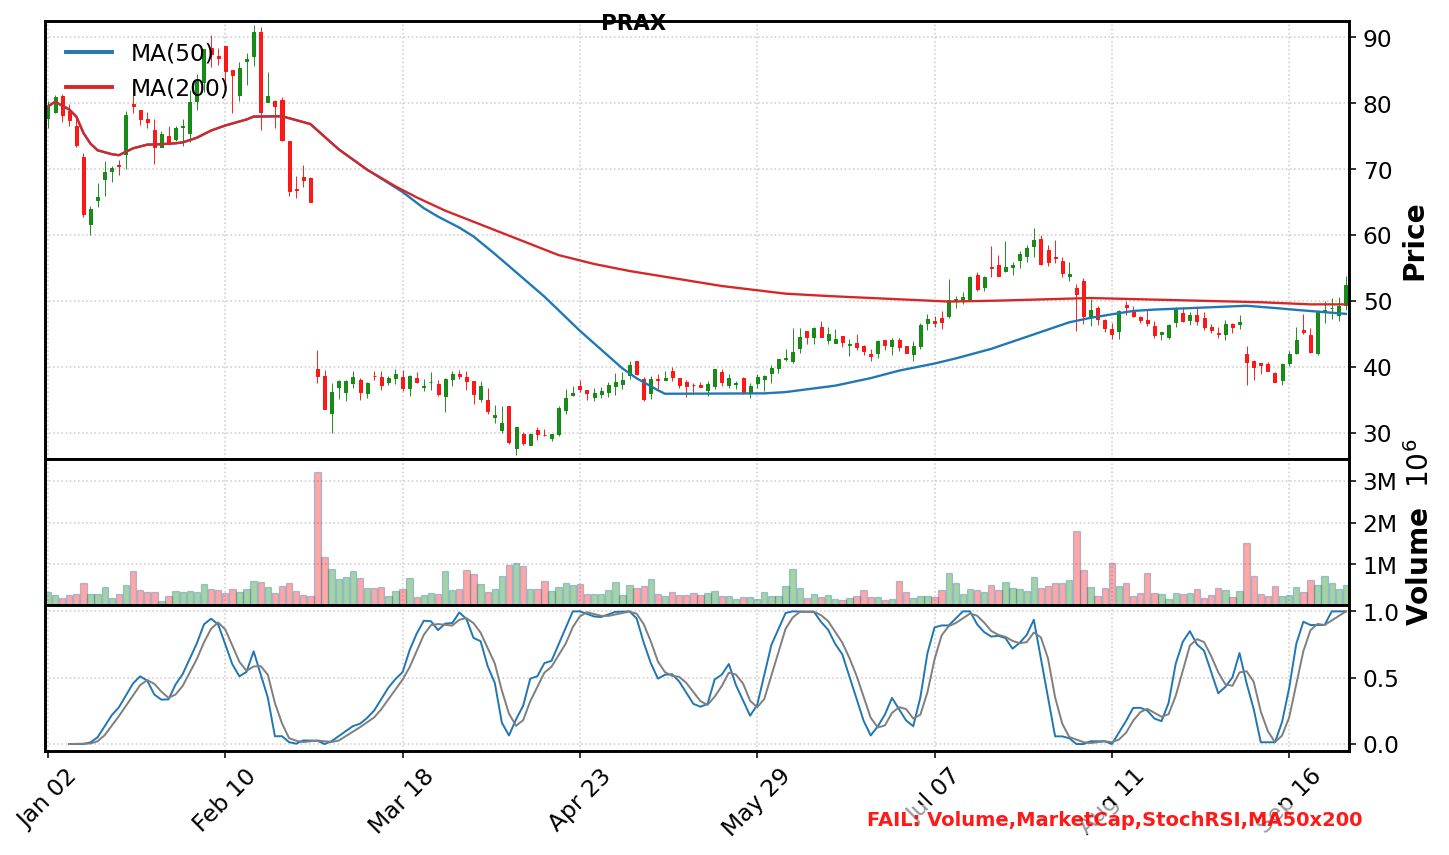 PRAX
MA(50)
MA(200)
90
80
70
60
50
40
30
Price
3M
2M
1M
Volume 10^6
1.0
0.5
0.0
Jan 02
Feb 10
Mar 18
Apr 23
May 29
Jul 07
Aug 11
Sep 16
FAIL: Volume,MarketCap,StochRSI,MA50x200